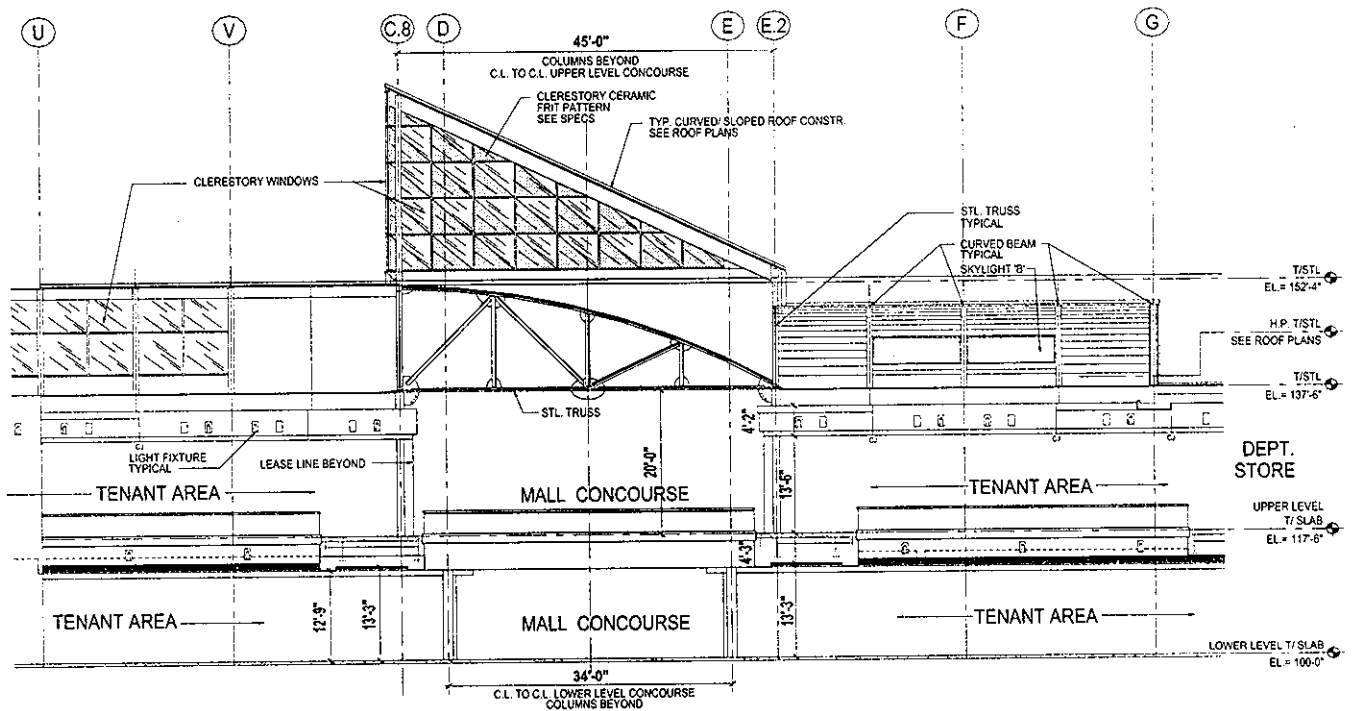 U
V
C.8
D
E
E.2
F
G
45'-0"
COLUMNS BEYOND
C.L. TO C.L. UPPER LEVEL CONCOURSE
CLERESTORY CERAMIC
FRIT PATTERN
SEE SPECS
TYP. CURVED/ SLOPED ROOF CONSTR.
SEE ROOF PLANS
CLERESTORY WINDOWS
STL. TRUSS
TYPICAL
CURVED BEAM
TYPICAL
SKYLIGHT '8'
T/STL
EL.= 152'-4"
H.P. T/STL
SEE ROOF PLANS
T/STL
EL.= 137'-6"
STL. TRUSS
4'-2"
LIGHT FIXTURE
TYPICAL
LEASE LINE BEYOND
20'-0"
13'-6"
DEPT.
STORE
TENANT AREA
MALL CONCOURSE
TENANT AREA
UPPER LEVEL
T/ SLAB
EL.= 117'-6"
4'-3"
TENANT AREA
12'-9"
13'-3"
MALL CONCOURSE
13'-3"
TENANT AREA
LOWER LEVEL T/ SLAB
EL.= 100-0"
34'-0"
C.L. TO C.L. LOWER LEVEL CONCOURSE
COLUMNS BEYOND